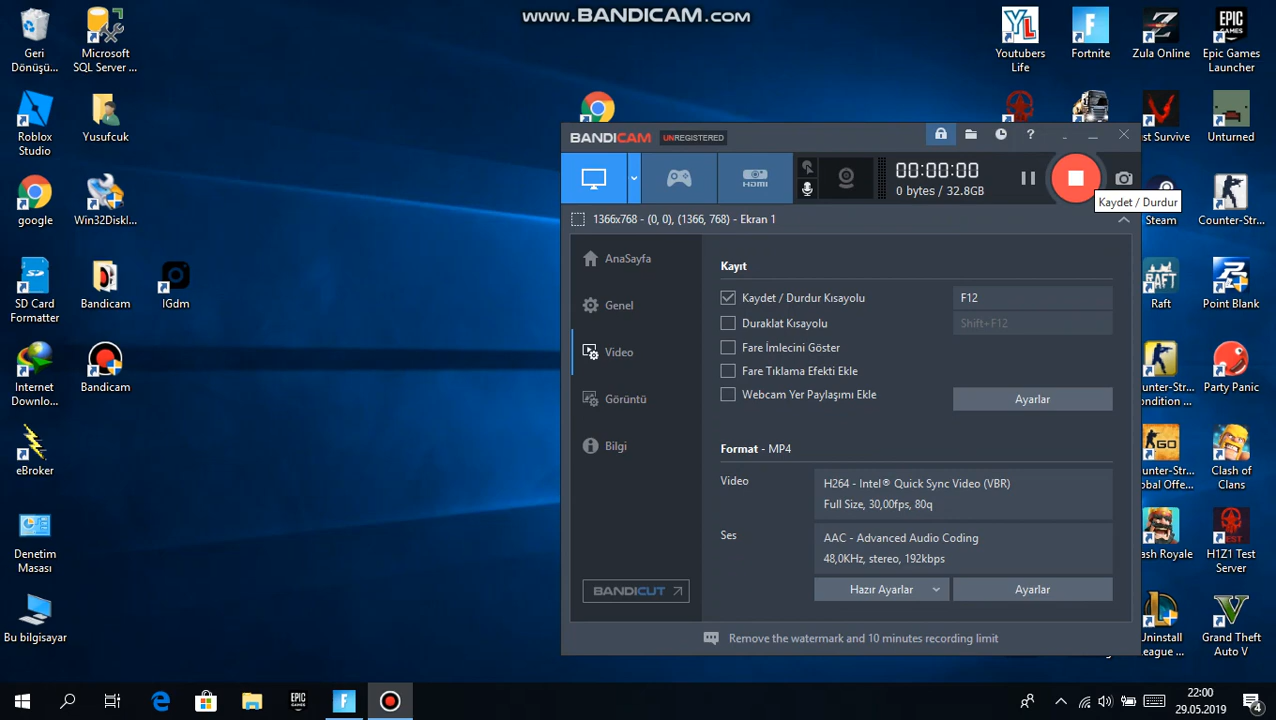 www.BANDICAM.com
Geri
Dönüşü...
Microsoft
SQL Server ...
Youtubers
Life
Fortnite
Zula Online
Epic Games
Launcher
Roblox
Studio
Yusufcuk
st Survive
Unturned
google
Win32Diskl...
Steam
Counter-Str...
SD Card
Formatter
Bandicam
IGdm
Raft
Point Blank
Internet
Downlo...
Bandicam
ounter-Str...
ondition ...
Party Panic
eBroker
ounter-Str...
obal Offe...
Clash of
Clans
Denetim
Masası
ash Royale
H1Z1 Test
Server
Bu bilgisayar
Uninstall
eague ...
Grand Theft
Auto V
BANDICAM UNREGISTERED
HDMI
00:00:00
0 bytes / 32.8GB
Kaydet / Durdur
1366x768 - (0, 0), (1366, 768) - Ekran 1
AnaSayfa
Genel
Video
Görüntü
Bilgi
BANDICUT
Kayıt
Kaydet / Durdur Kısayolu
F12
Duraklat Kısayolu
Shift+F12
Fare İmlecini Göster
Fare Tıklama Efekti Ekle
Webcam Yer Paylaşımı Ekle
Ayarlar
Format - MP4
Video
H264 - Intel® Quick Sync Video (VBR)
Full Size, 30,00fps, 80q
Ses
AAC - Advanced Audio Coding
48,0KHz, stereo, 192kbps
Hazır Ayarlar
Ayarlar
Remove the watermark and 10 minutes recording limit
22:00
29.05.2019
4